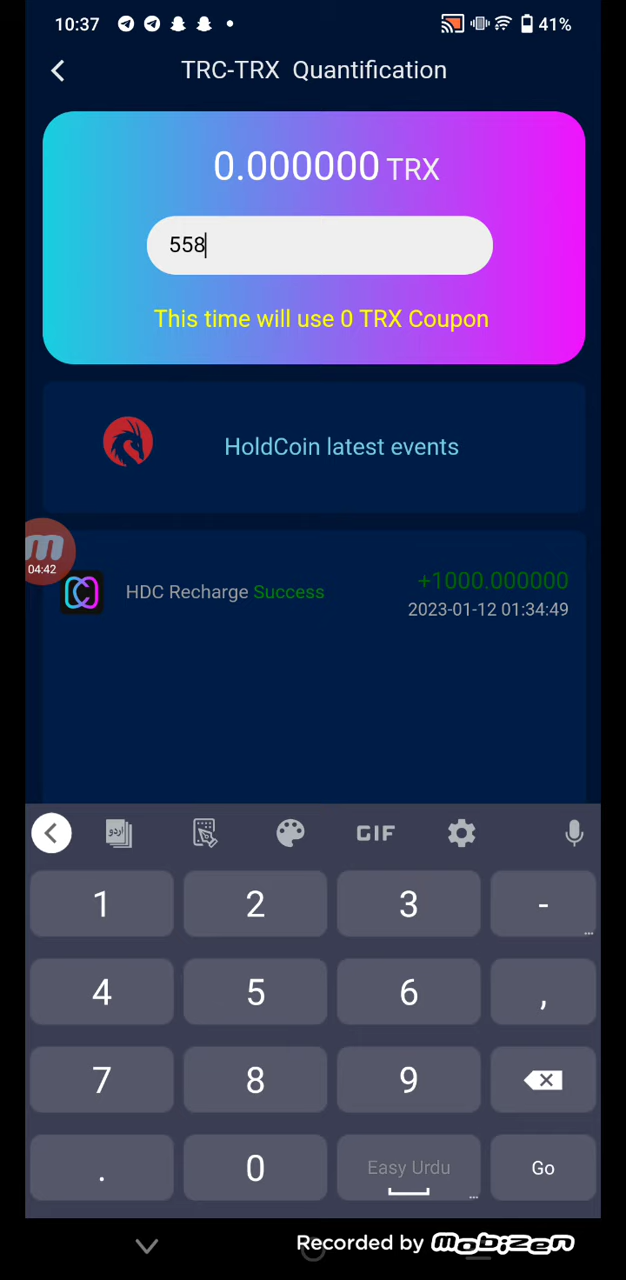 10:37
41%
TRC-TRX Quantification
0.000000 TRX
558
This time will use 0 TRX Coupon
HoldCoin latest events
04:42
HDC Recharge Success
+1000.000000
2023-01-12 01:34:49
اردو
GIF
1 2 3 -
4 5 6 ,
7 8 9
. 0 Easy Urdu Go
Recorded by mobizen